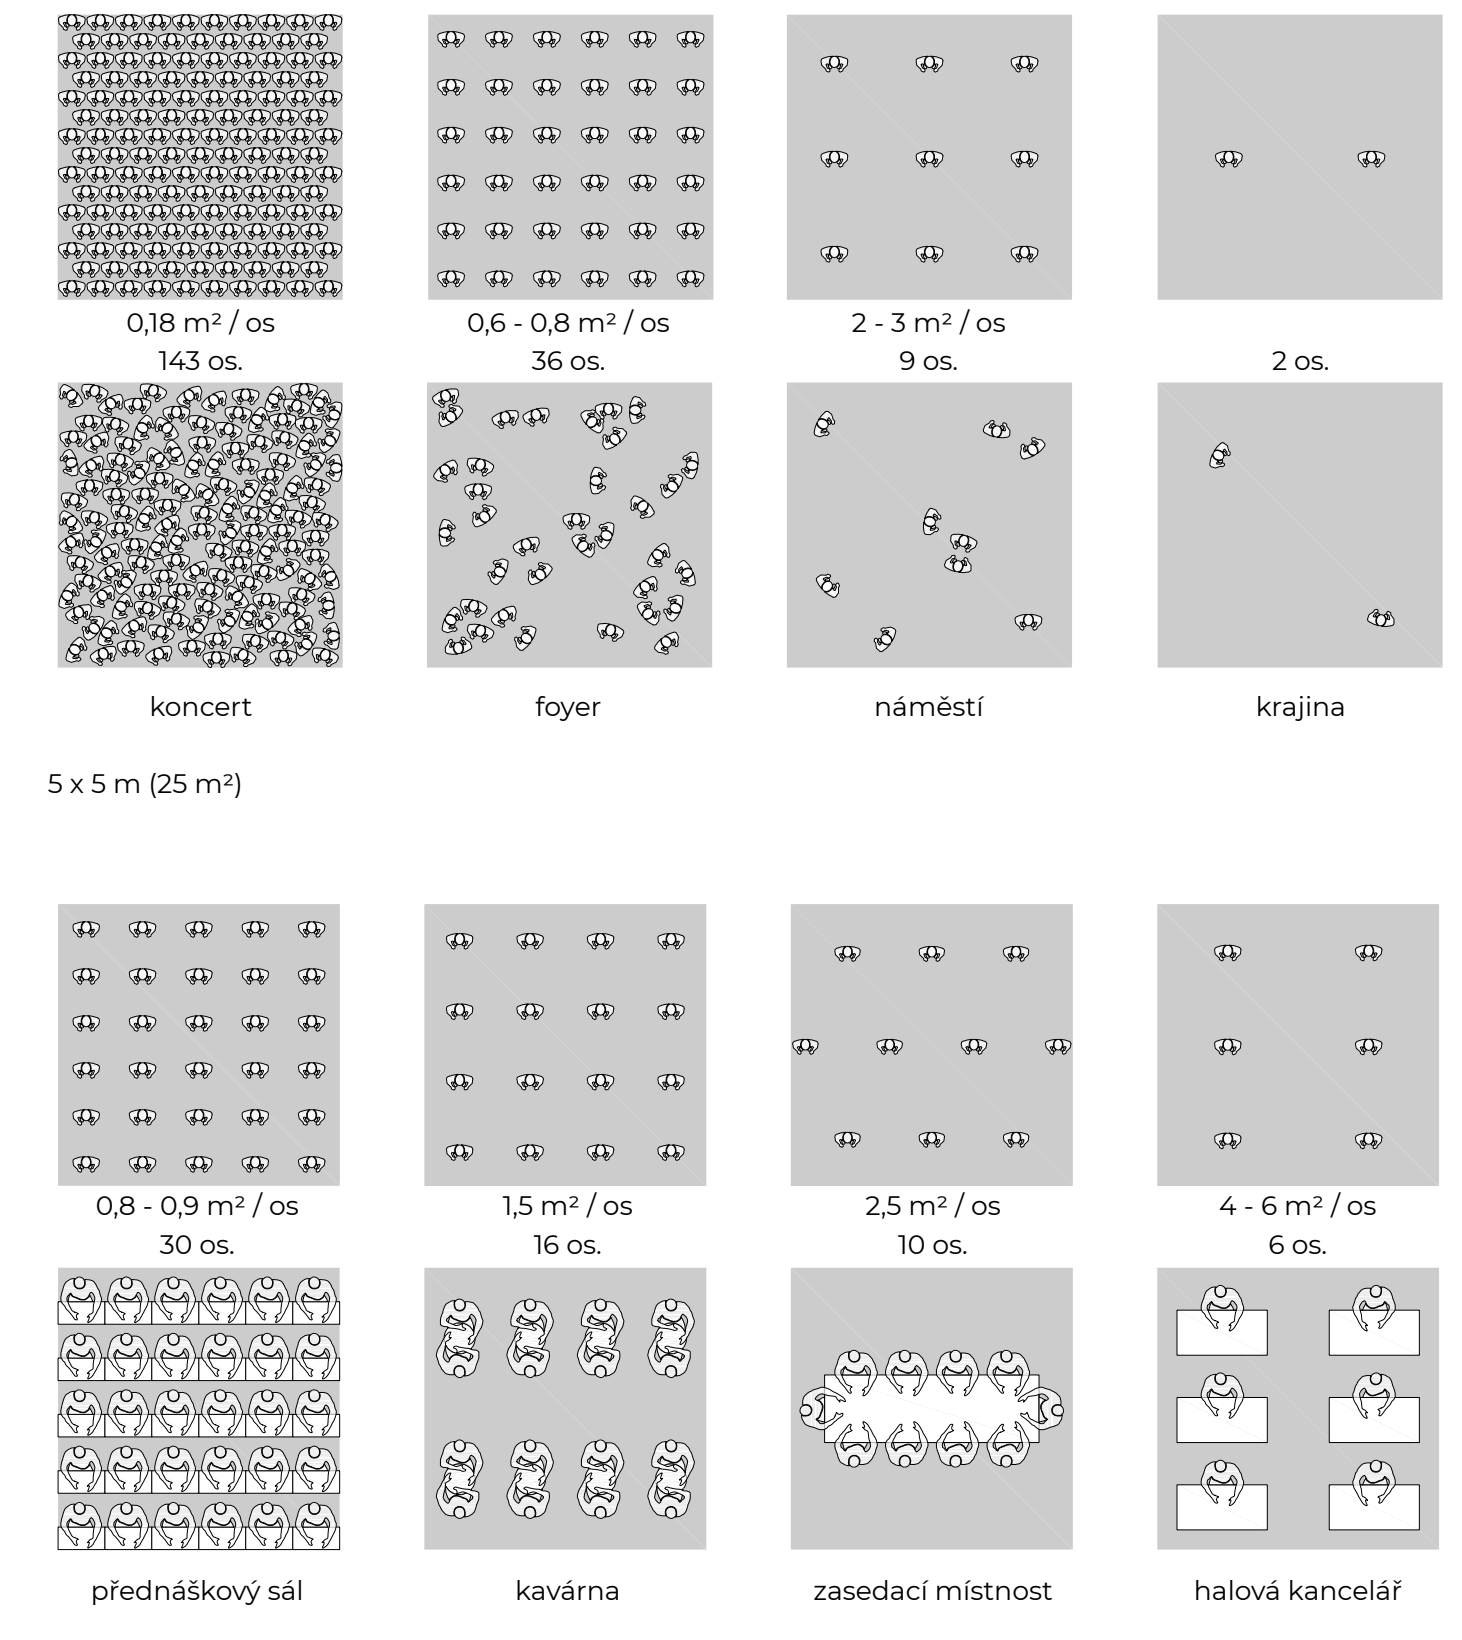 0,18 m² / os
0,6 - 0,8 m² / os
2 - 3 m² / os
143 os.
36 os.
9 os.
2 os.
koncert
foyer
náměstí
krajina
5 x 5 m (25 m²)
0,8 - 0,9 m² / os
1,5 m² / os
2,5 m² / os
4 - 6 m² / os
30 os.
16 os.
10 os.
6 os.
přednáškový sál
kavárna
zasedací místnost
halová kancelář